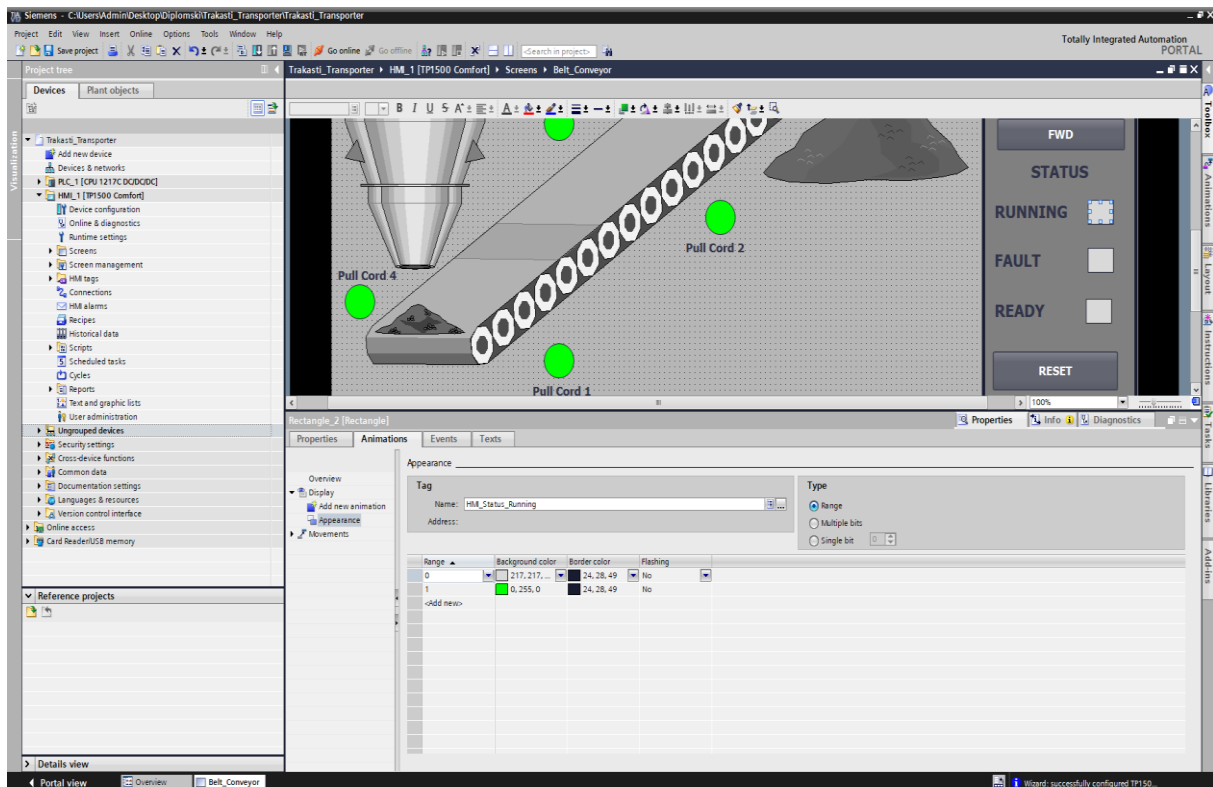 Siemens - C:\Users\Admin\Desktop\Diplomski\Trakasti_Transporter\Trakasti_Transporter
Project Edit View Insert Online Options Tools Window Help
Totally Integrated Automation
PORTAL
Save project Go online Go offline <Search in project>
Project tree
Trakasti_Transporter HMI_1 [TP1500 Comfort] Screens Belt_Conveyor
Devices Plant objects
B I U S A
Visualization
Trakasti_Transporter
Add new device
Devices & networks
PLC_1 [CPU 1217C DC/DC/DC]
HMI_1 [TP1500 Comfort]
Device configuration
Online & diagnostics
Runtime settings
Screens
Screen management
HMI tags
Connections
HMI alarms
Recipes
Historical data
Scripts
Scheduled tasks
Cycles
Reports
Text and graphic lists
User administration
Ungrouped devices
Security settings
Cross-device functions
Common data
Documentation settings
Languages & resources
Version control interface
Online access
Card Reader/USB memory
Reference projects
Details view
FWD
STATUS
RUNNING
Pull Cord 2
FAULT
Pull Cord 4
READY
RESET
Pull Cord 1
100%
Rectangle_2 [Rectangle]
Properties Info Diagnostics
Properties Animations Events Texts
Overview
Display
Add new animation
Appearance
Movements
Appearance
Tag
Name: HMI_Status_Running
Address:
Type
Range
Multiple bits
Single bit 0
Range Background color Border color Flashing
0 217, 217, ... 24, 28, 49 No
1 0, 255, 0 24, 28, 49 No
<Add new>
Toolbox
Animations
Layout
Instructions
Tasks
Libraries
Add-ins
Portal view Overview Belt_Conveyor
Wizard: successfully configured TP150...